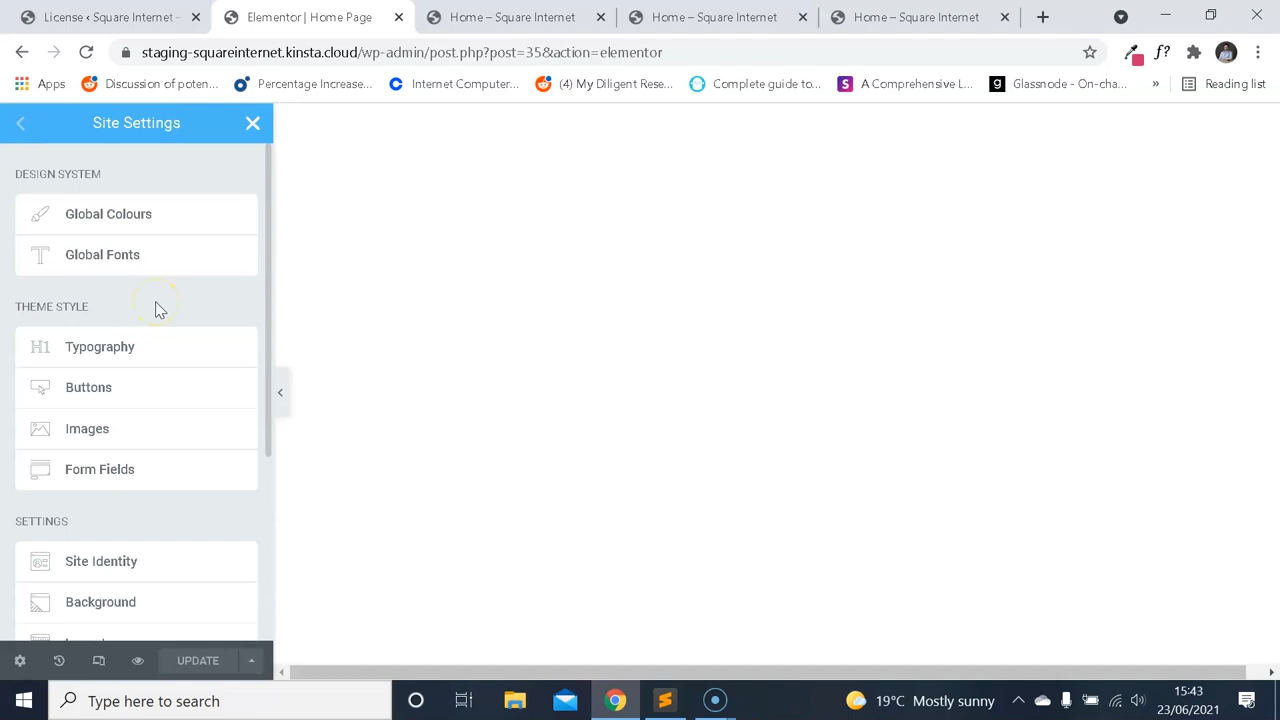 License ‹ Square Internet -
Elementor | Home Page
Home – Square Internet
Home – Square Internet
Home – Square Internet
staging-squareinternet.kinsta.cloud/wp-admin/post.php?post=35&action=elementor
f?
Apps
Discussion of poten...
Percentage Increase...
Internet Computer...
(4) My Diligent Rese...
Complete guide to...
S
A Comprehensive L...
g
Glassnode - On-cha...
»
Reading list
Site Settings
DESIGN SYSTEM
Global Colours
Global Fonts
THEME STYLE
H1 Typography
Buttons
Images
Form Fields
SETTINGS
Site Identity
Background
UPDATE
Type here to search
19°C Mostly sunny
15:43
23/06/2021